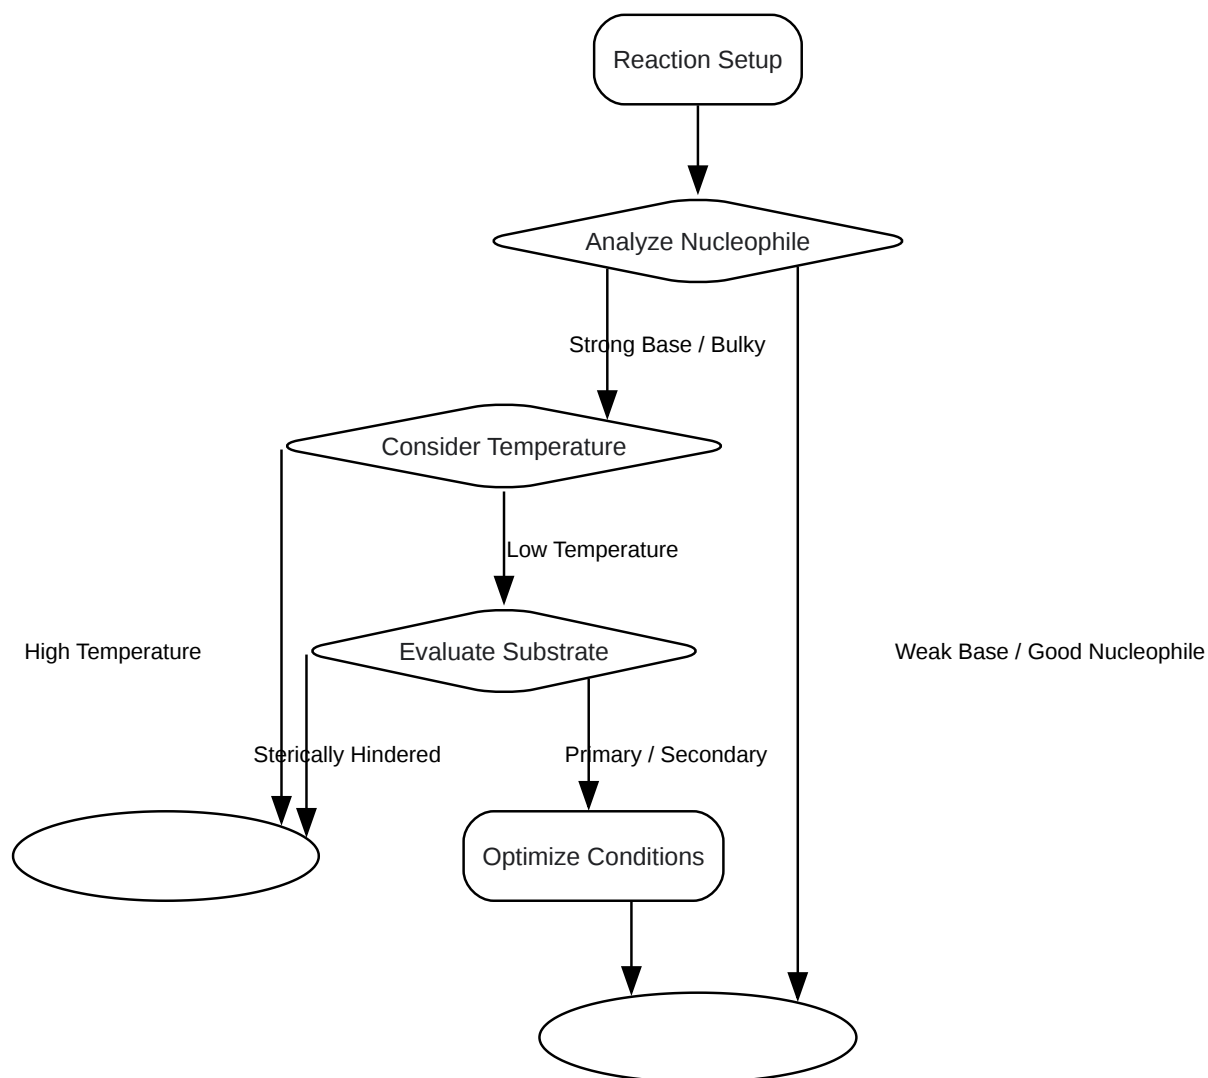 Reaction Setup
Analyze Nucleophile
Strong Base / Bulky
Consider Temperature
Low Temperature
High Temperature
Evaluate Substrate
Weak Base / Good Nucleophile
Sterically Hindered
Primary / Secondary
Optimize Conditions